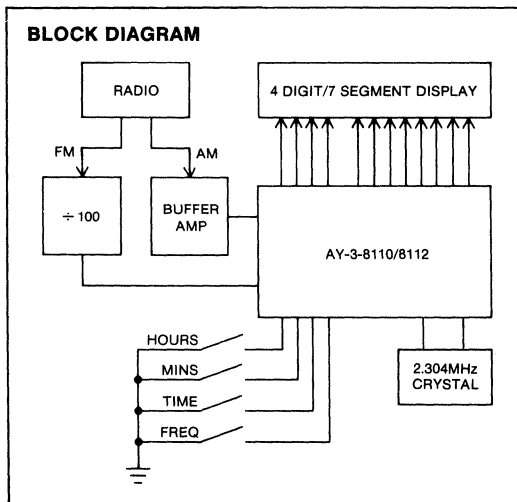 BLOCK DIAGRAM
RADIO
4 DIGIT/7 SEGMENT DISPLAY
FM
AM
÷ 100
BUFFER
AMP
AY-3-8110/8112
HOURS
MINS
TIME
FREQ
2.304MHz
CRYSTAL